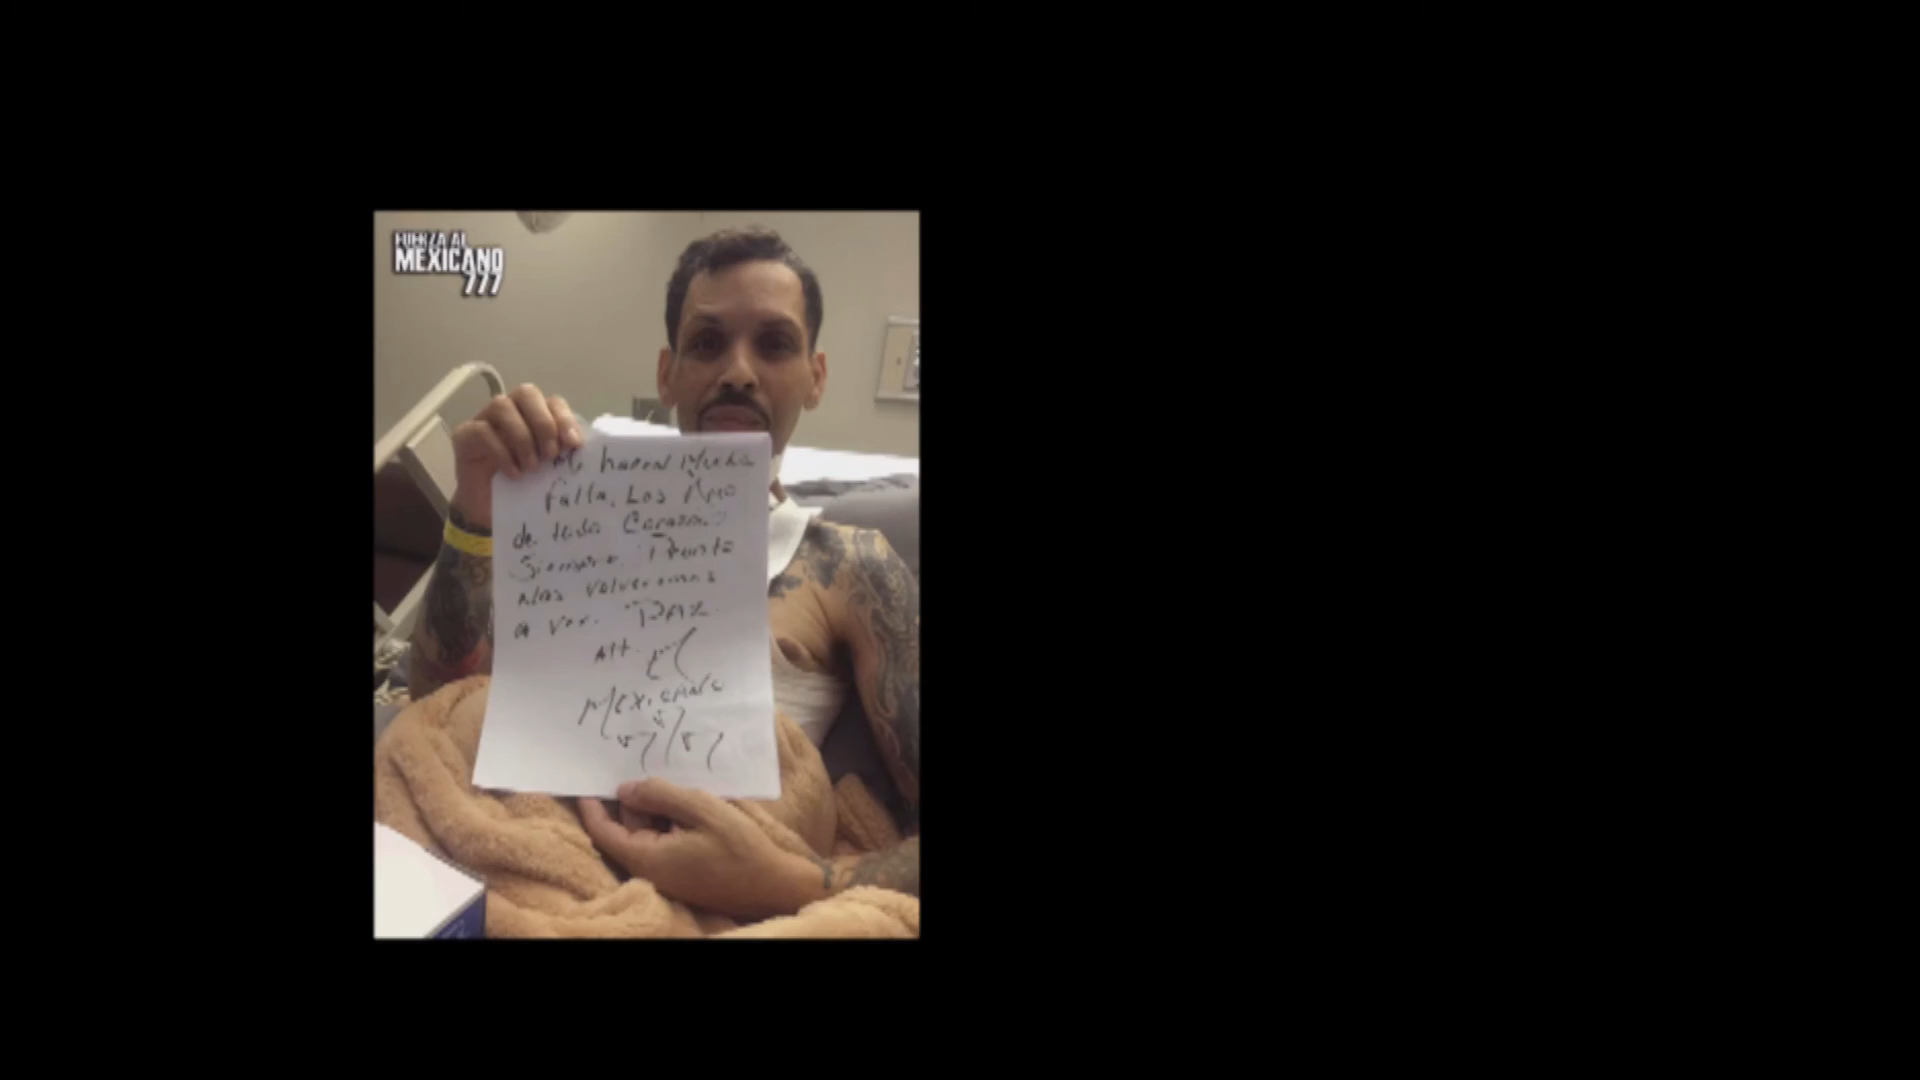 FUERZA AL
MEXICANO
777
Me hacen Mucha
falta. Los Amo
de todo Corazon.
Siempre. Pronto
Nos volveremos
a ver. PAZ.
Att. El
Mexicano
777